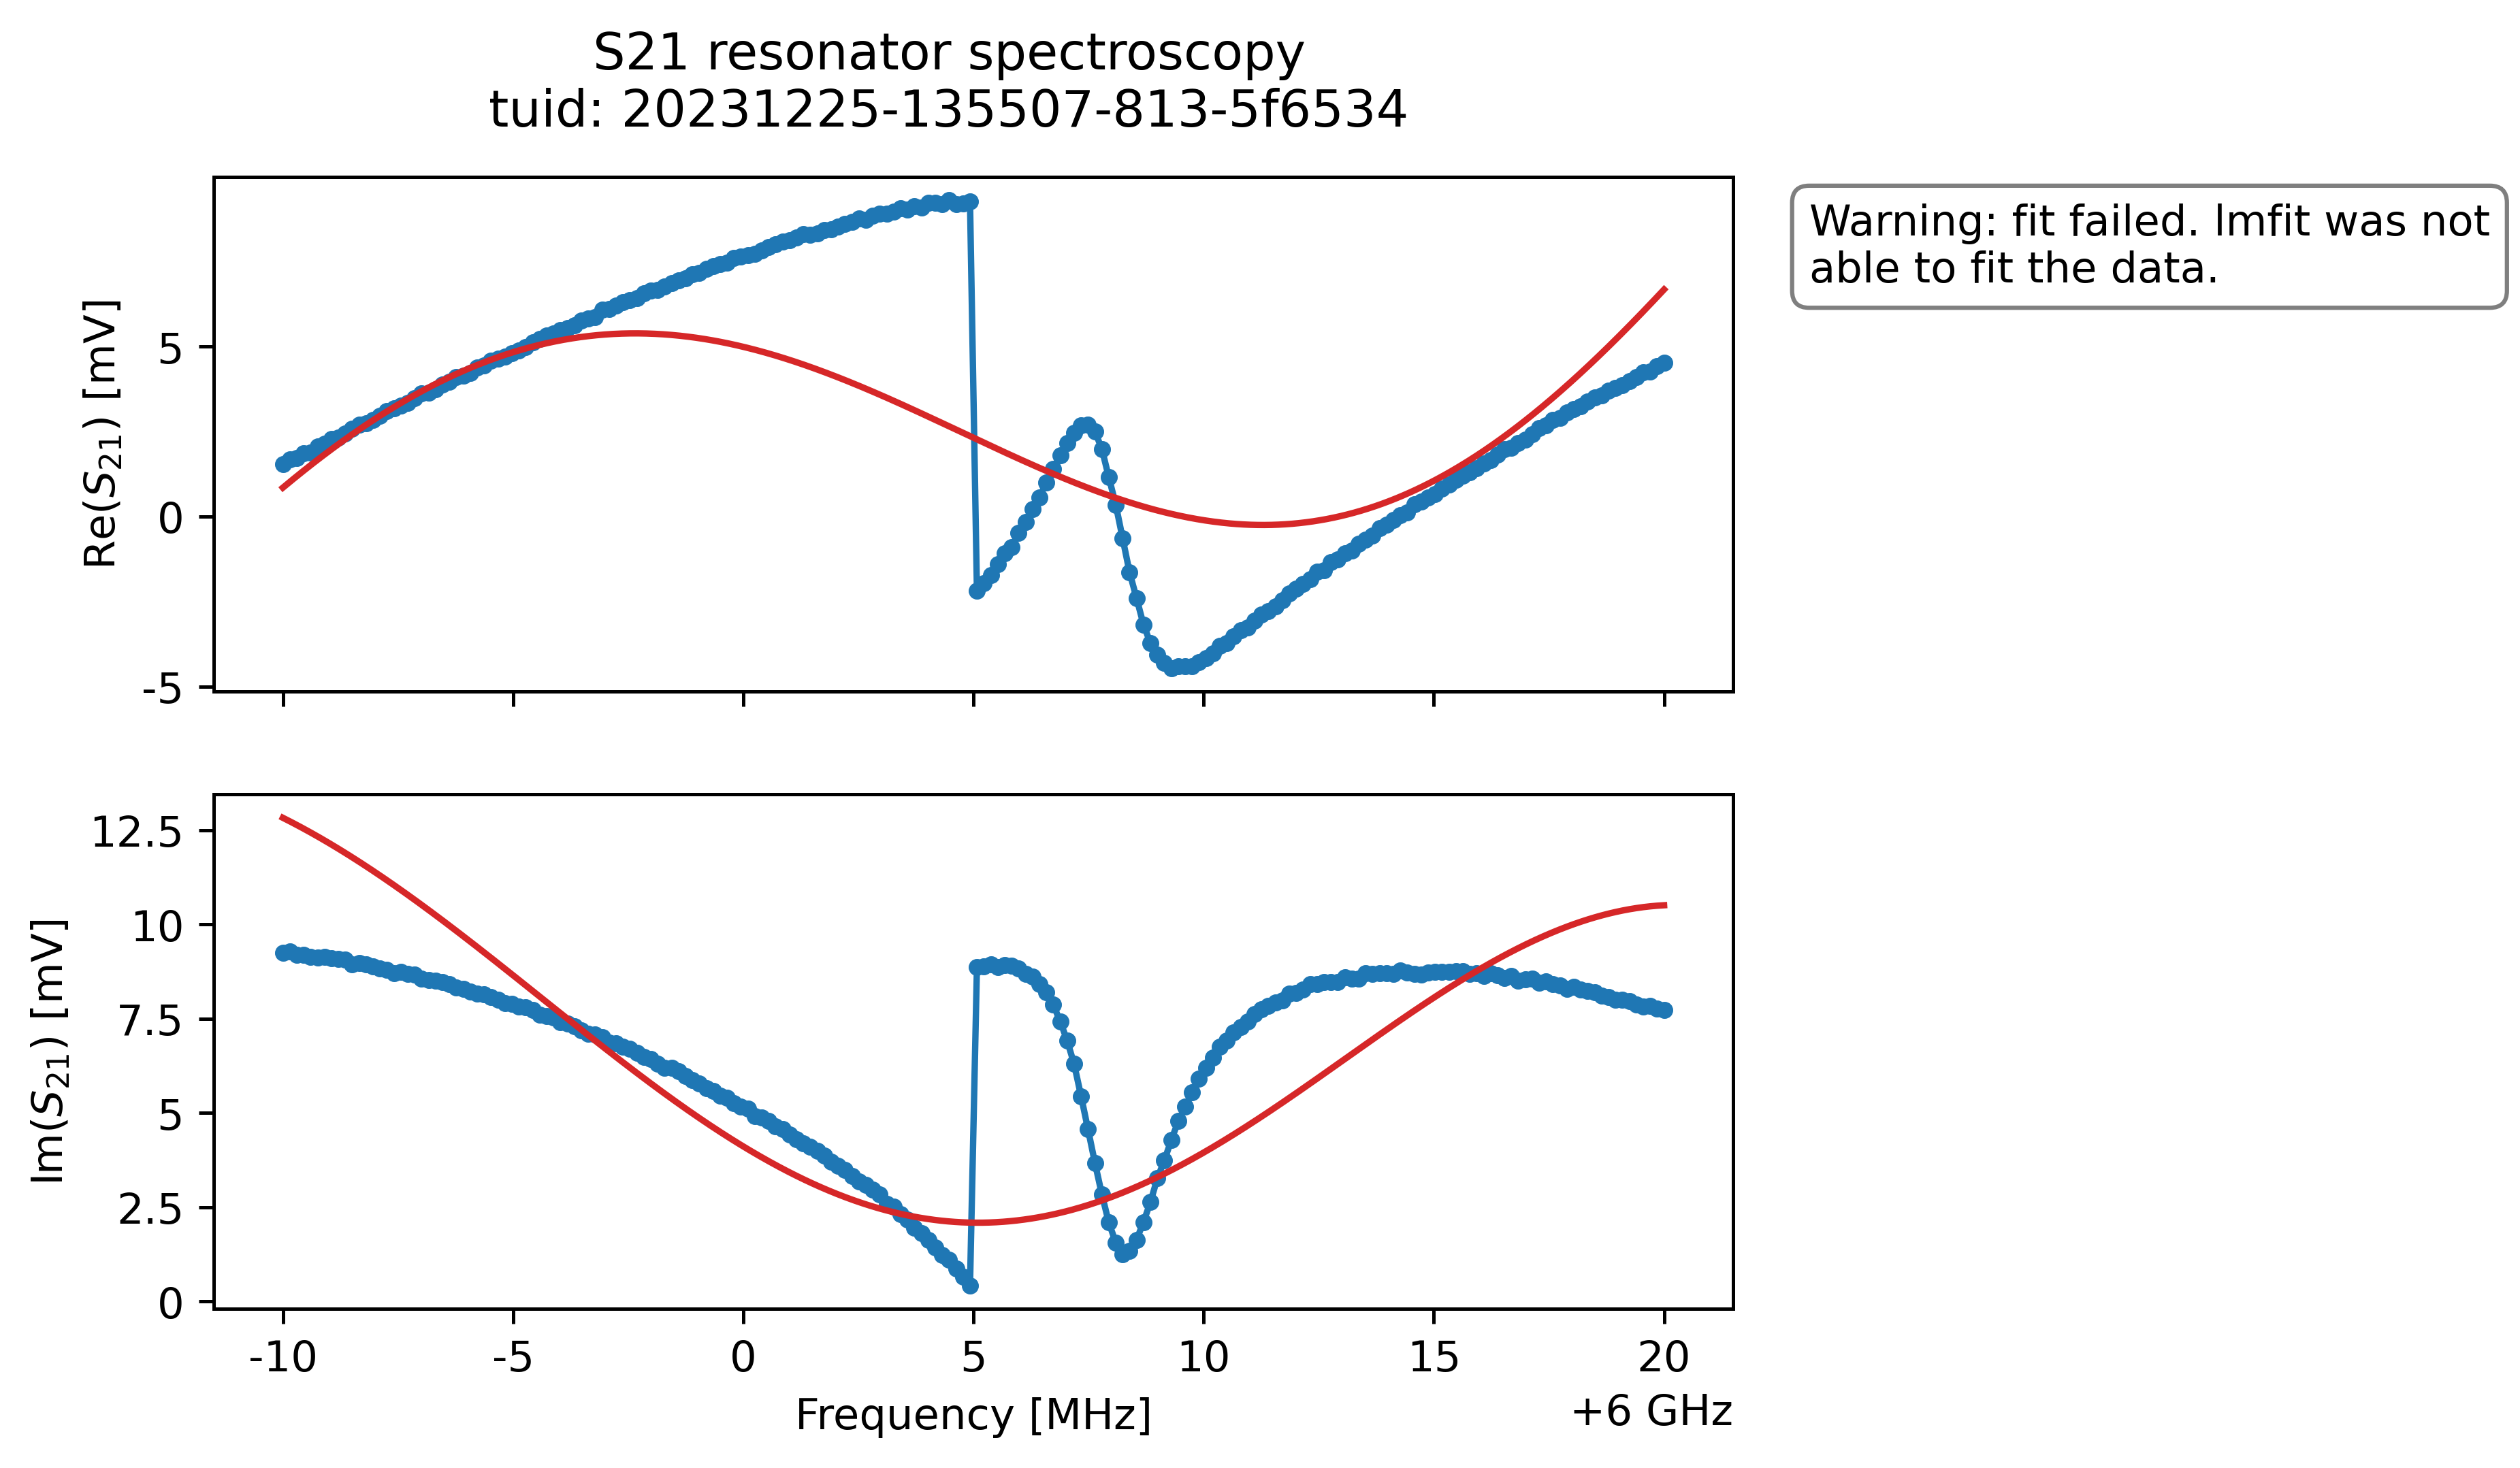 S21 resonator spectroscopy
tuid: 20231225-135507-813-5f6534
Warning: fit failed. lmfit was not
able to fit the data.
Re(S₂₁) [mV]
5
0
-5
Im(S₂₁) [mV]
12.5
10
7.5
5
2.5
0
-10 -5 0 5 10 15 20
Frequency [MHz]
+6 GHz